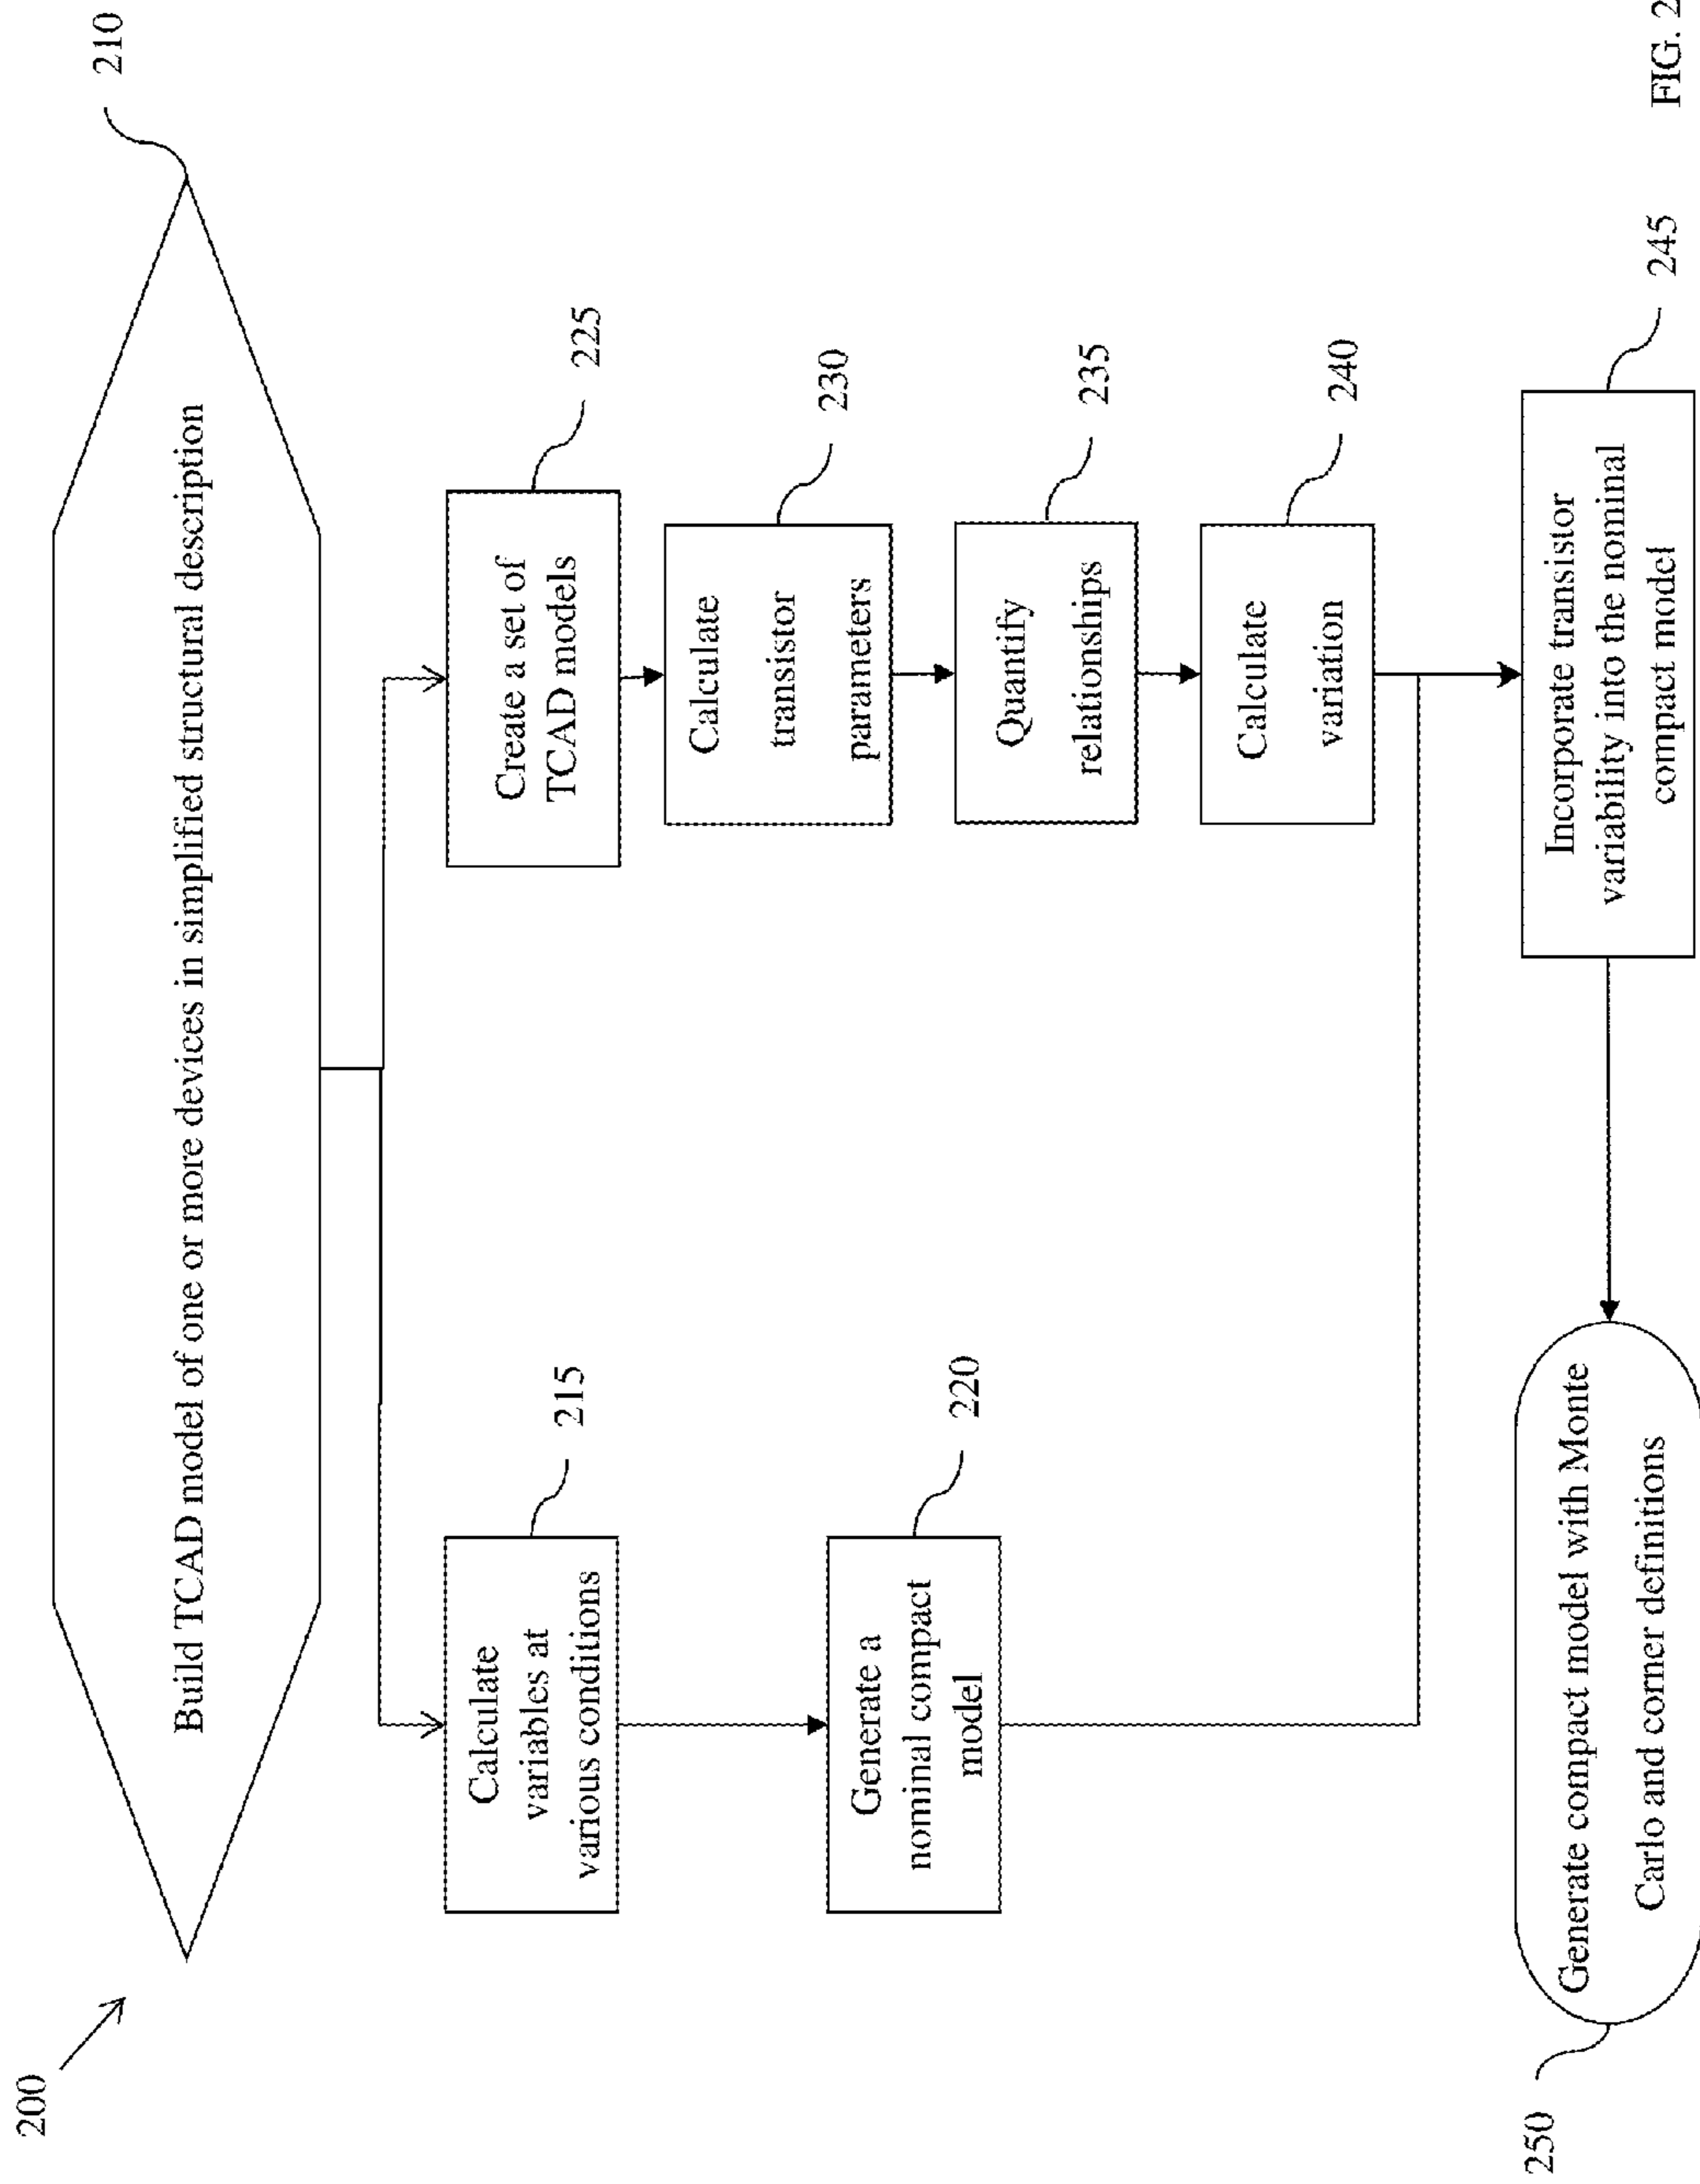 200
210
Build TCAD model of one or more devices in simplified structural description
215
Calculate
variables at
various conditions
220
Generate a
nominal compact
model
225
Create a set of
TCAD models
230
Calculate
transistor
parameters
235
Quantify
relationships
240
Calculate
variation
245
Incorporate transistor
variability into the nominal
compact model
250
Generate compact model with Monte
Carlo and corner definitions
FIG. 2